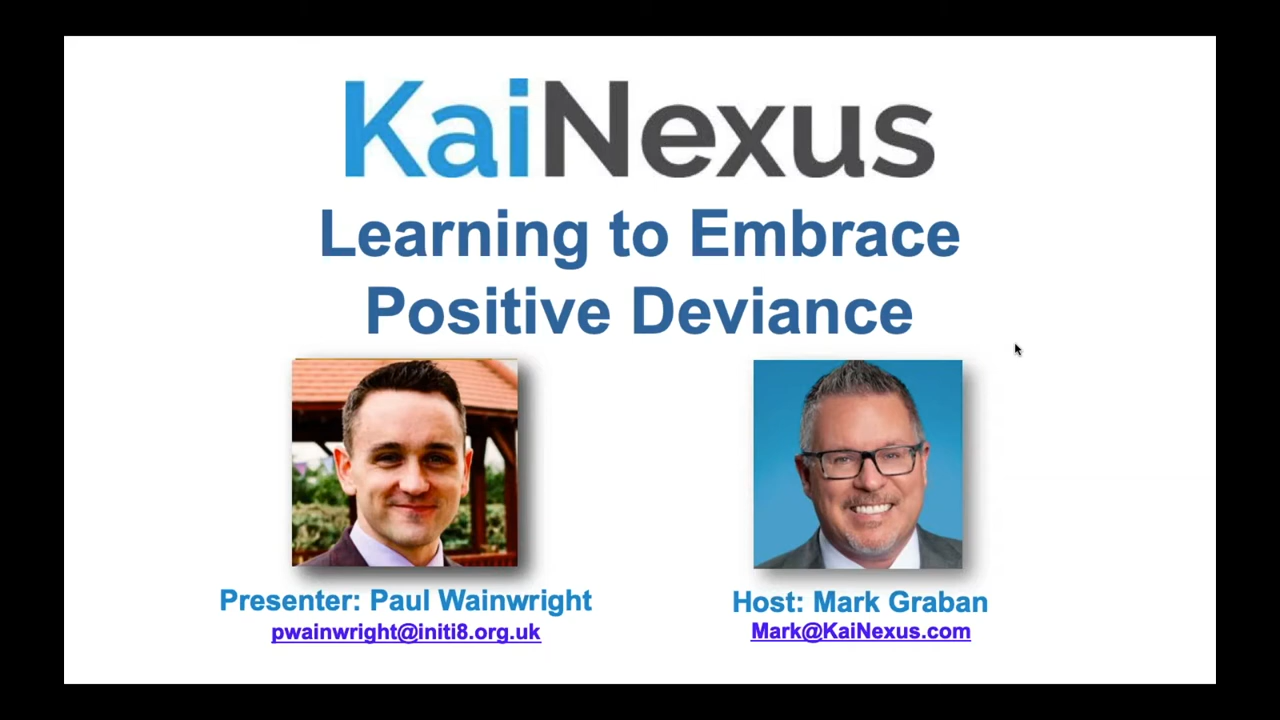 KaiNexus
Learning to Embrace
Positive Deviance
Presenter: Paul Wainwright
pwainwright@initi8.org.uk
Host: Mark Graban
Mark@KaiNexus.com